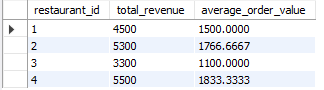 restaurant_id total_revenue average_order_value
1 4500 1500.0000
2 5300 1766.6667
3 3300 1100.0000
4 5500 1833.3333